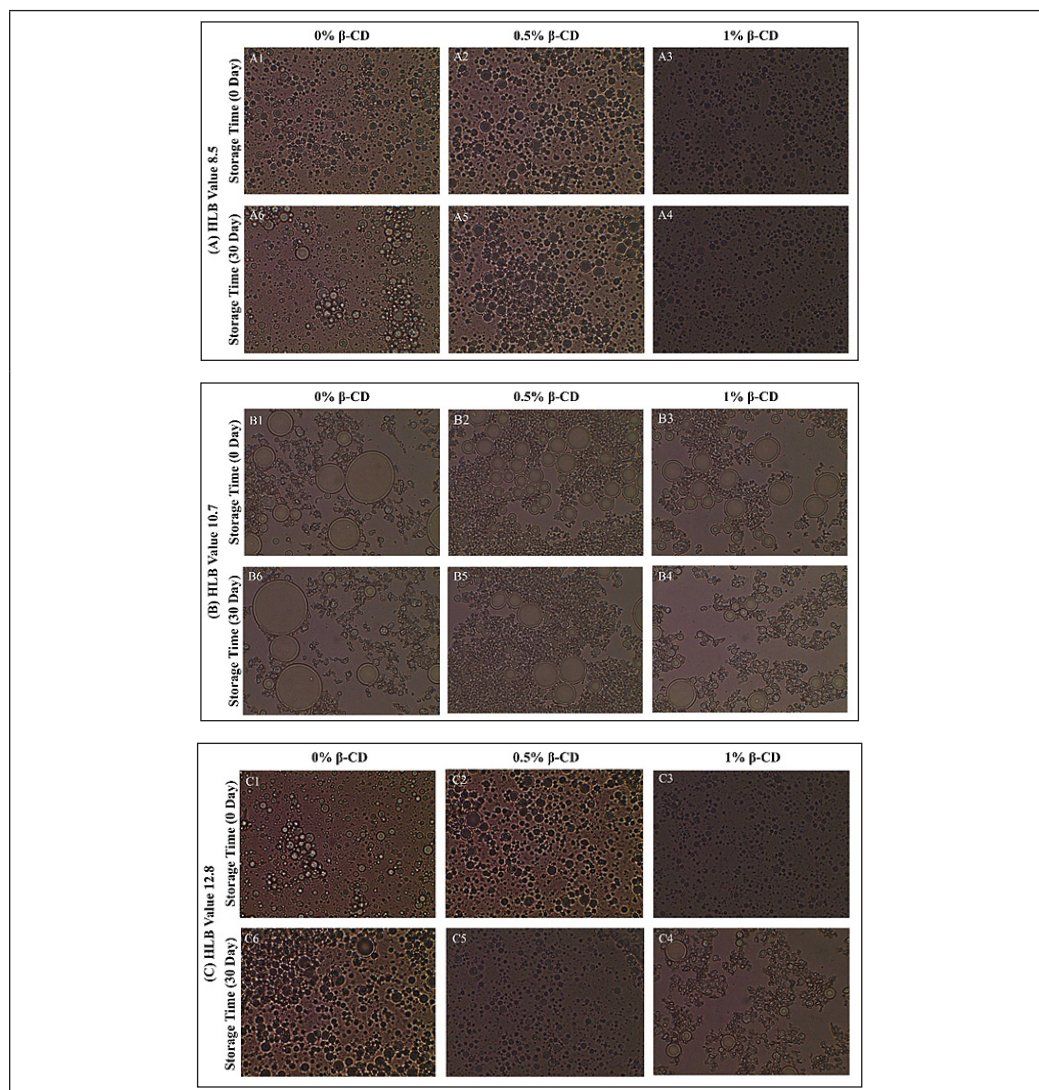 0% β-CD 0.5% β-CD 1% β-CD
(A) HLB Value 8.5
Storage Time (0 Day)
A1 A2 A3
Storage Time (30 Day)
A6 A5 A4
0% β-CD 0.5% β-CD 1% β-CD
(B) HLB Value 10.7
Storage Time (0 Day)
B1 B2 B3
Storage Time (30 Day)
B6 B5 B4
0% β-CD 0.5% β-CD 1% β-CD
(C) HLB Value 12.8
Storage Time (0 Day)
C1 C2 C3
Storage Time (30 Day)
C6 C5 C4